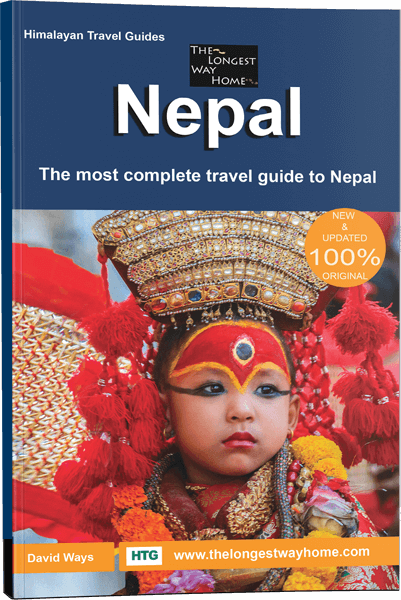 Himalayan Travel Guides
THE
LONGEST
WAY
HOME
Nepal
The most complete travel guide to Nepal
NEW
&
UPDATED
100%
ORIGINAL
David Ways
HTG
www.thelongestwayhome.com